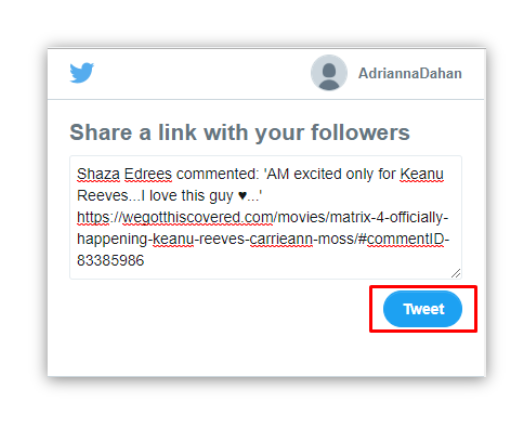 AdriannaDahan
Share a link with your followers
Shaza Edrees commented: 'AM excited only for Keanu
Reeves...I love this guy ♥...'
https://wegotthiscovered.com/movies/matrix-4-officially-
happening-keanu-reeves-carrieann-moss/#commentID-
83385986
Tweet